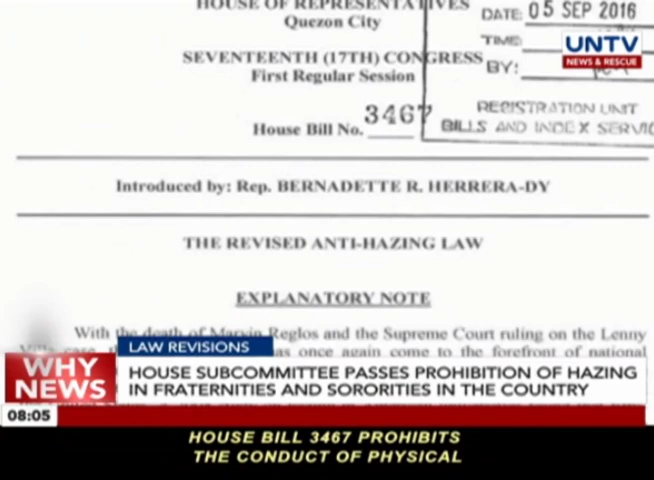 HOUSE OF REPRESENTATIVES
Quezon City
SEVENTEENTH (17TH) CONGRESS
First Regular Session
House Bill No. 3467
DATE: 05 SEP 2016
TIME:
BY:
REGISTRATION UNIT
BILLS AND INDEX SERVIC
UNTV
NEWS & RESCUE
Introduced by: Rep. BERNADETTE R. HERRERA-DY
THE REVISED ANTI-HAZING LAW
EXPLANATORY NOTE
With the death of Marvin Reglos and the Supreme Court ruling on the Lenny
as once again come to the forefront of national
LAW REVISIONS
WHY
NEWS
HOUSE SUBCOMMITTEE PASSES PROHIBITION OF HAZING
IN FRATERNITIES AND SORORITIES IN THE COUNTRY
08:05
HOUSE BILL 3467 PROHIBITS
THE CONDUCT OF PHYSICAL